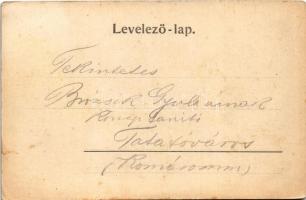 Levelező-lap.
Tekintetes
Gyulának
Tatatóváros
(Komárom m)